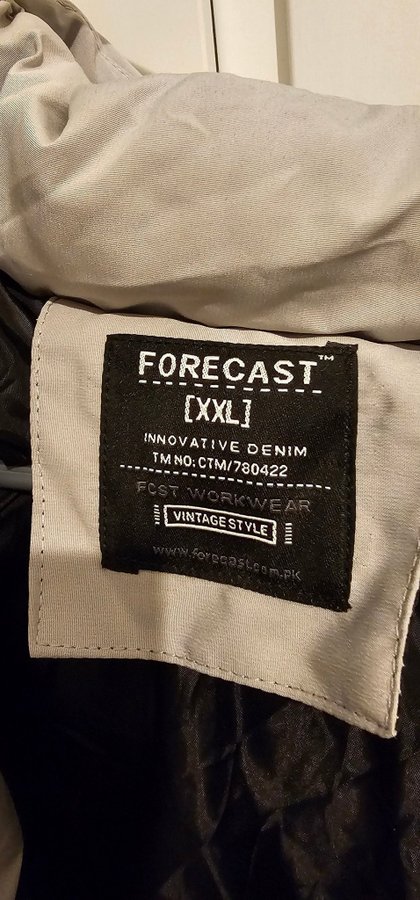 FORECAST™
[XXL]
INNOVATIVE DENIM
TM NO: CTM/780422
FCST WORKWEAR
VINTAGE STYLE
www.forecast.com.pk